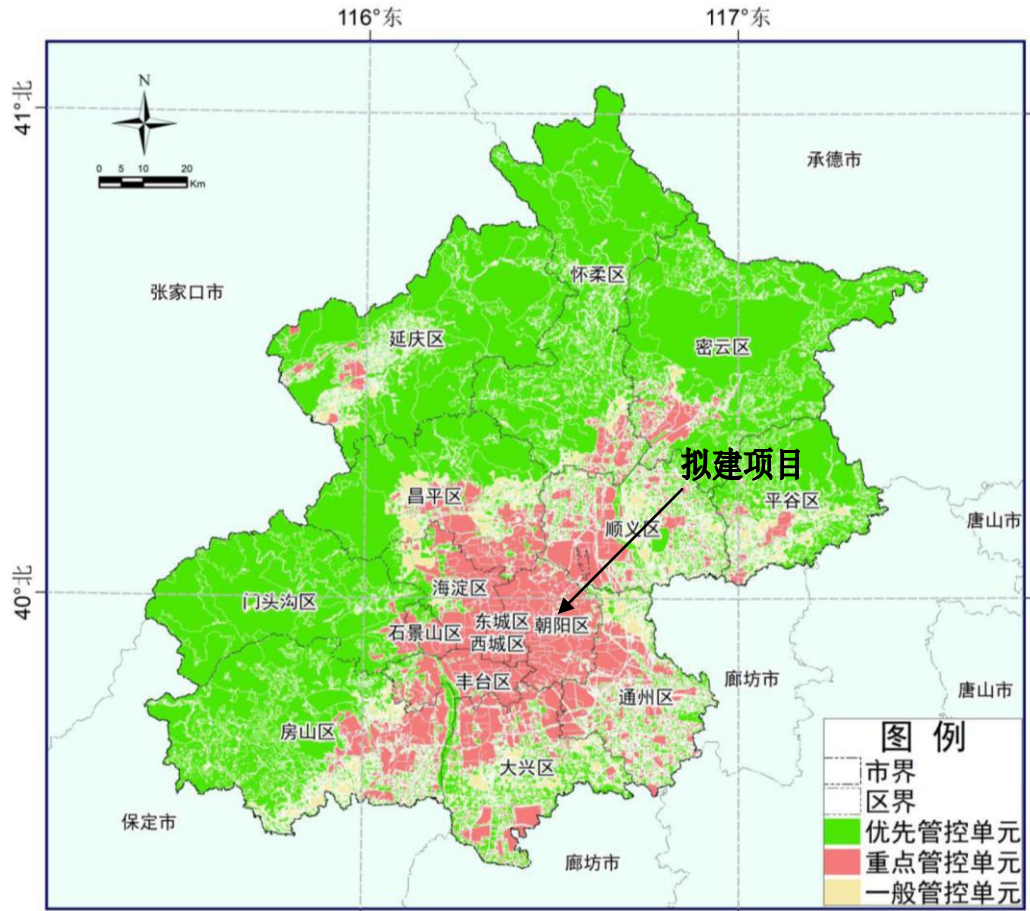 116°东
117°东
41°北
N
0 5 10 20
Km
承德市
张家口市
怀柔区
延庆区
密云区
拟建项目
昌平区
平谷区
顺义区
唐山市
40°北
海淀区
门头沟区
东城区
朝阳区
石景山区
西城区
丰台区
廊坊市
通州区
唐山市
房山区
大兴区
保定市
廊坊市
图 例
市界
区界
优先管控单元
重点管控单元
一般管控单元